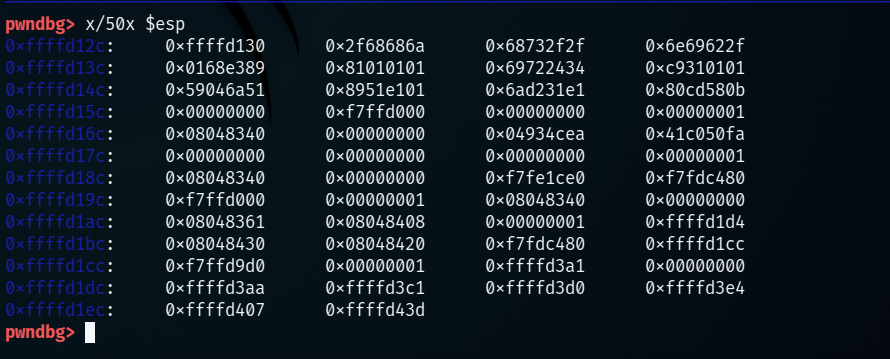 pwndbg> x/50x $esp
0xffffd12c: 0xffffd130 0x2f68686a 0x68732f2f 0x6e69622f
0xffffd13c: 0x0168e389 0x81010101 0x69722434 0xc9310101
0xffffd14c: 0x59046a51 0x8951e101 0x6ad231e1 0x80cd580b
0xffffd15c: 0x00000000 0xf7ffd000 0x00000000 0x00000001
0xffffd16c: 0x08048340 0x00000000 0x04934cea 0x41c050fa
0xffffd17c: 0x00000000 0x00000000 0x00000000 0x00000001
0xffffd18c: 0x08048340 0x00000000 0xf7fe1ce0 0xf7fdc480
0xffffd19c: 0xf7ffd000 0x00000001 0x08048340 0x00000000
0xffffd1ac: 0x08048361 0x08048408 0x00000001 0xffffd1d4
0xffffd1bc: 0x08048430 0x08048420 0xf7fdc480 0xffffd1cc
0xffffd1cc: 0xf7ffd9d0 0x00000001 0xffffd3a1 0x00000000
0xffffd1dc: 0xffffd3aa 0xffffd3c1 0xffffd3d0 0xffffd3e4
0xffffd1ec: 0xffffd407 0xffffd43d
pwndbg>